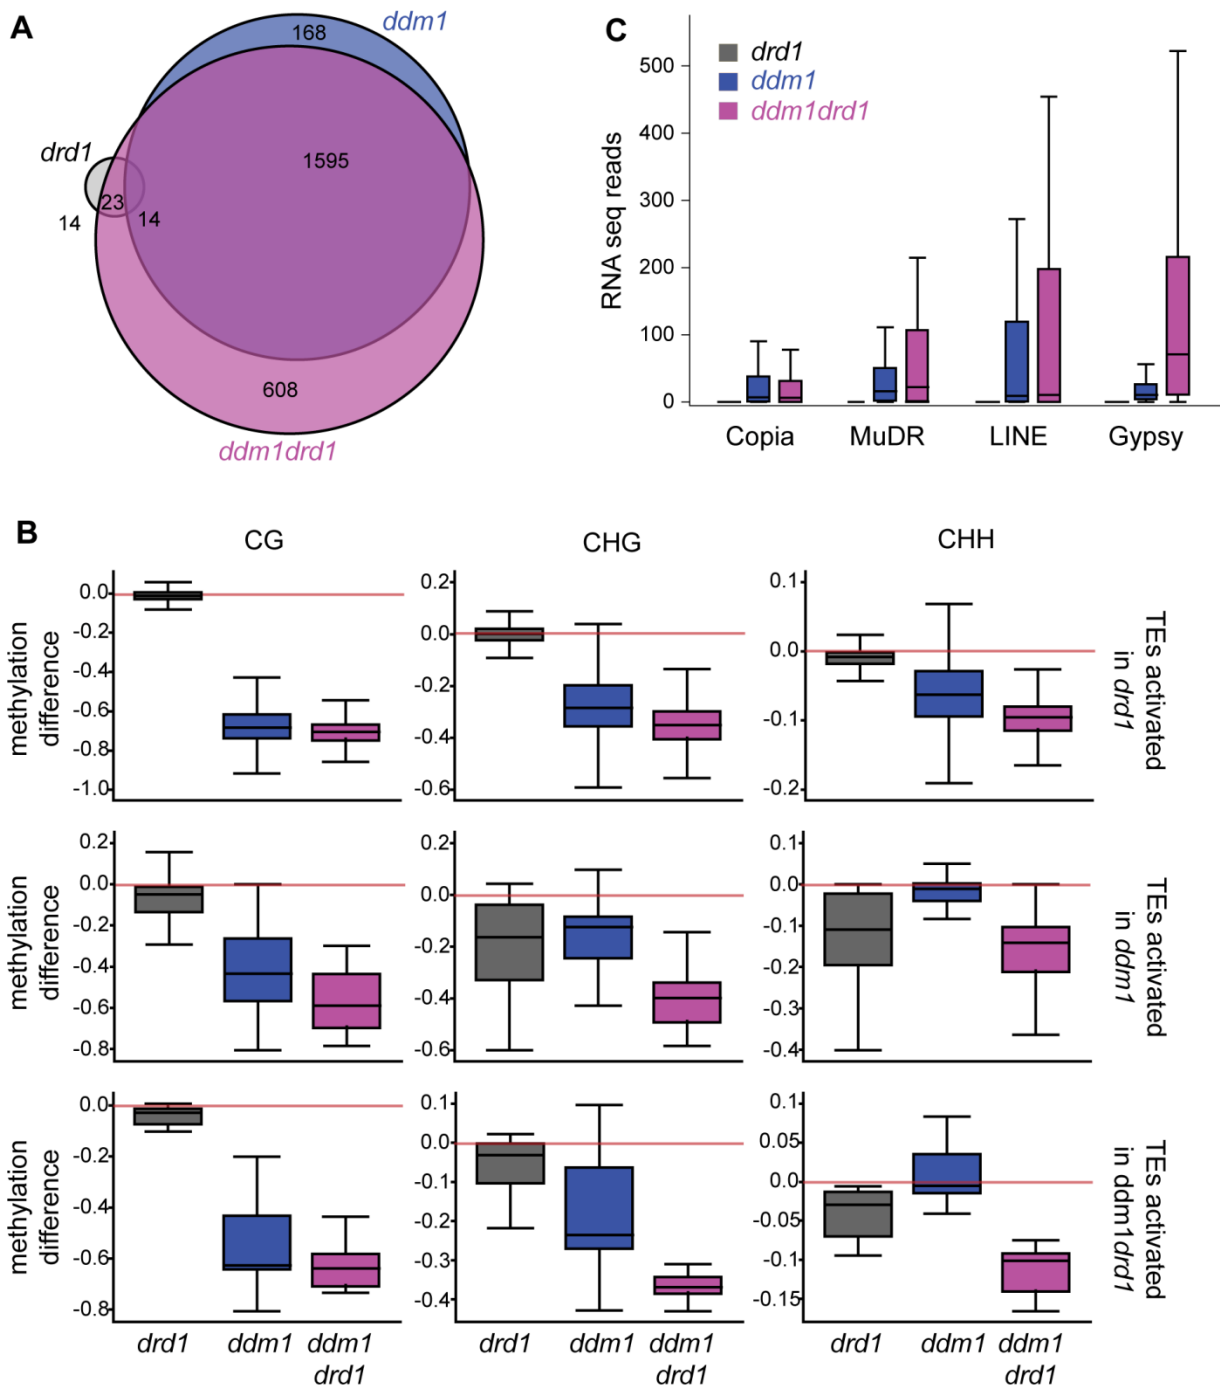 A
ddm1
168
drd1
1595
23
14
14
608
ddm1drd1
C
drd1
ddm1
ddm1drd1
RNA seq reads
500
400
300
200
100
0
Copia MuDR LINE Gypsy
B
CG CHG CHH
methylation
difference
0.0
-0.2
-0.4
-0.6
-0.8
-1.0
0.2
0.0
-0.2
-0.4
-0.6
0.1
0.0
-0.1
-0.2
TEs activated
in drd1
methylation
difference
0.2
0.0
-0.2
-0.4
-0.6
-0.8
0.2
0.0
-0.2
-0.4
-0.6
0.1
0.0
-0.1
-0.2
-0.3
-0.4
TEs activated
in ddm1
methylation
difference
0.0
-0.2
-0.4
-0.6
-0.8
0.1
0.0
-0.1
-0.2
-0.3
-0.4
0.1
0.05
0.0
-0.05
-0.1
-0.15
TEs activated
in ddm1drd1
drd1 ddm1 ddm1
drd1
drd1 ddm1 ddm1
drd1
drd1 ddm1 ddm1
drd1